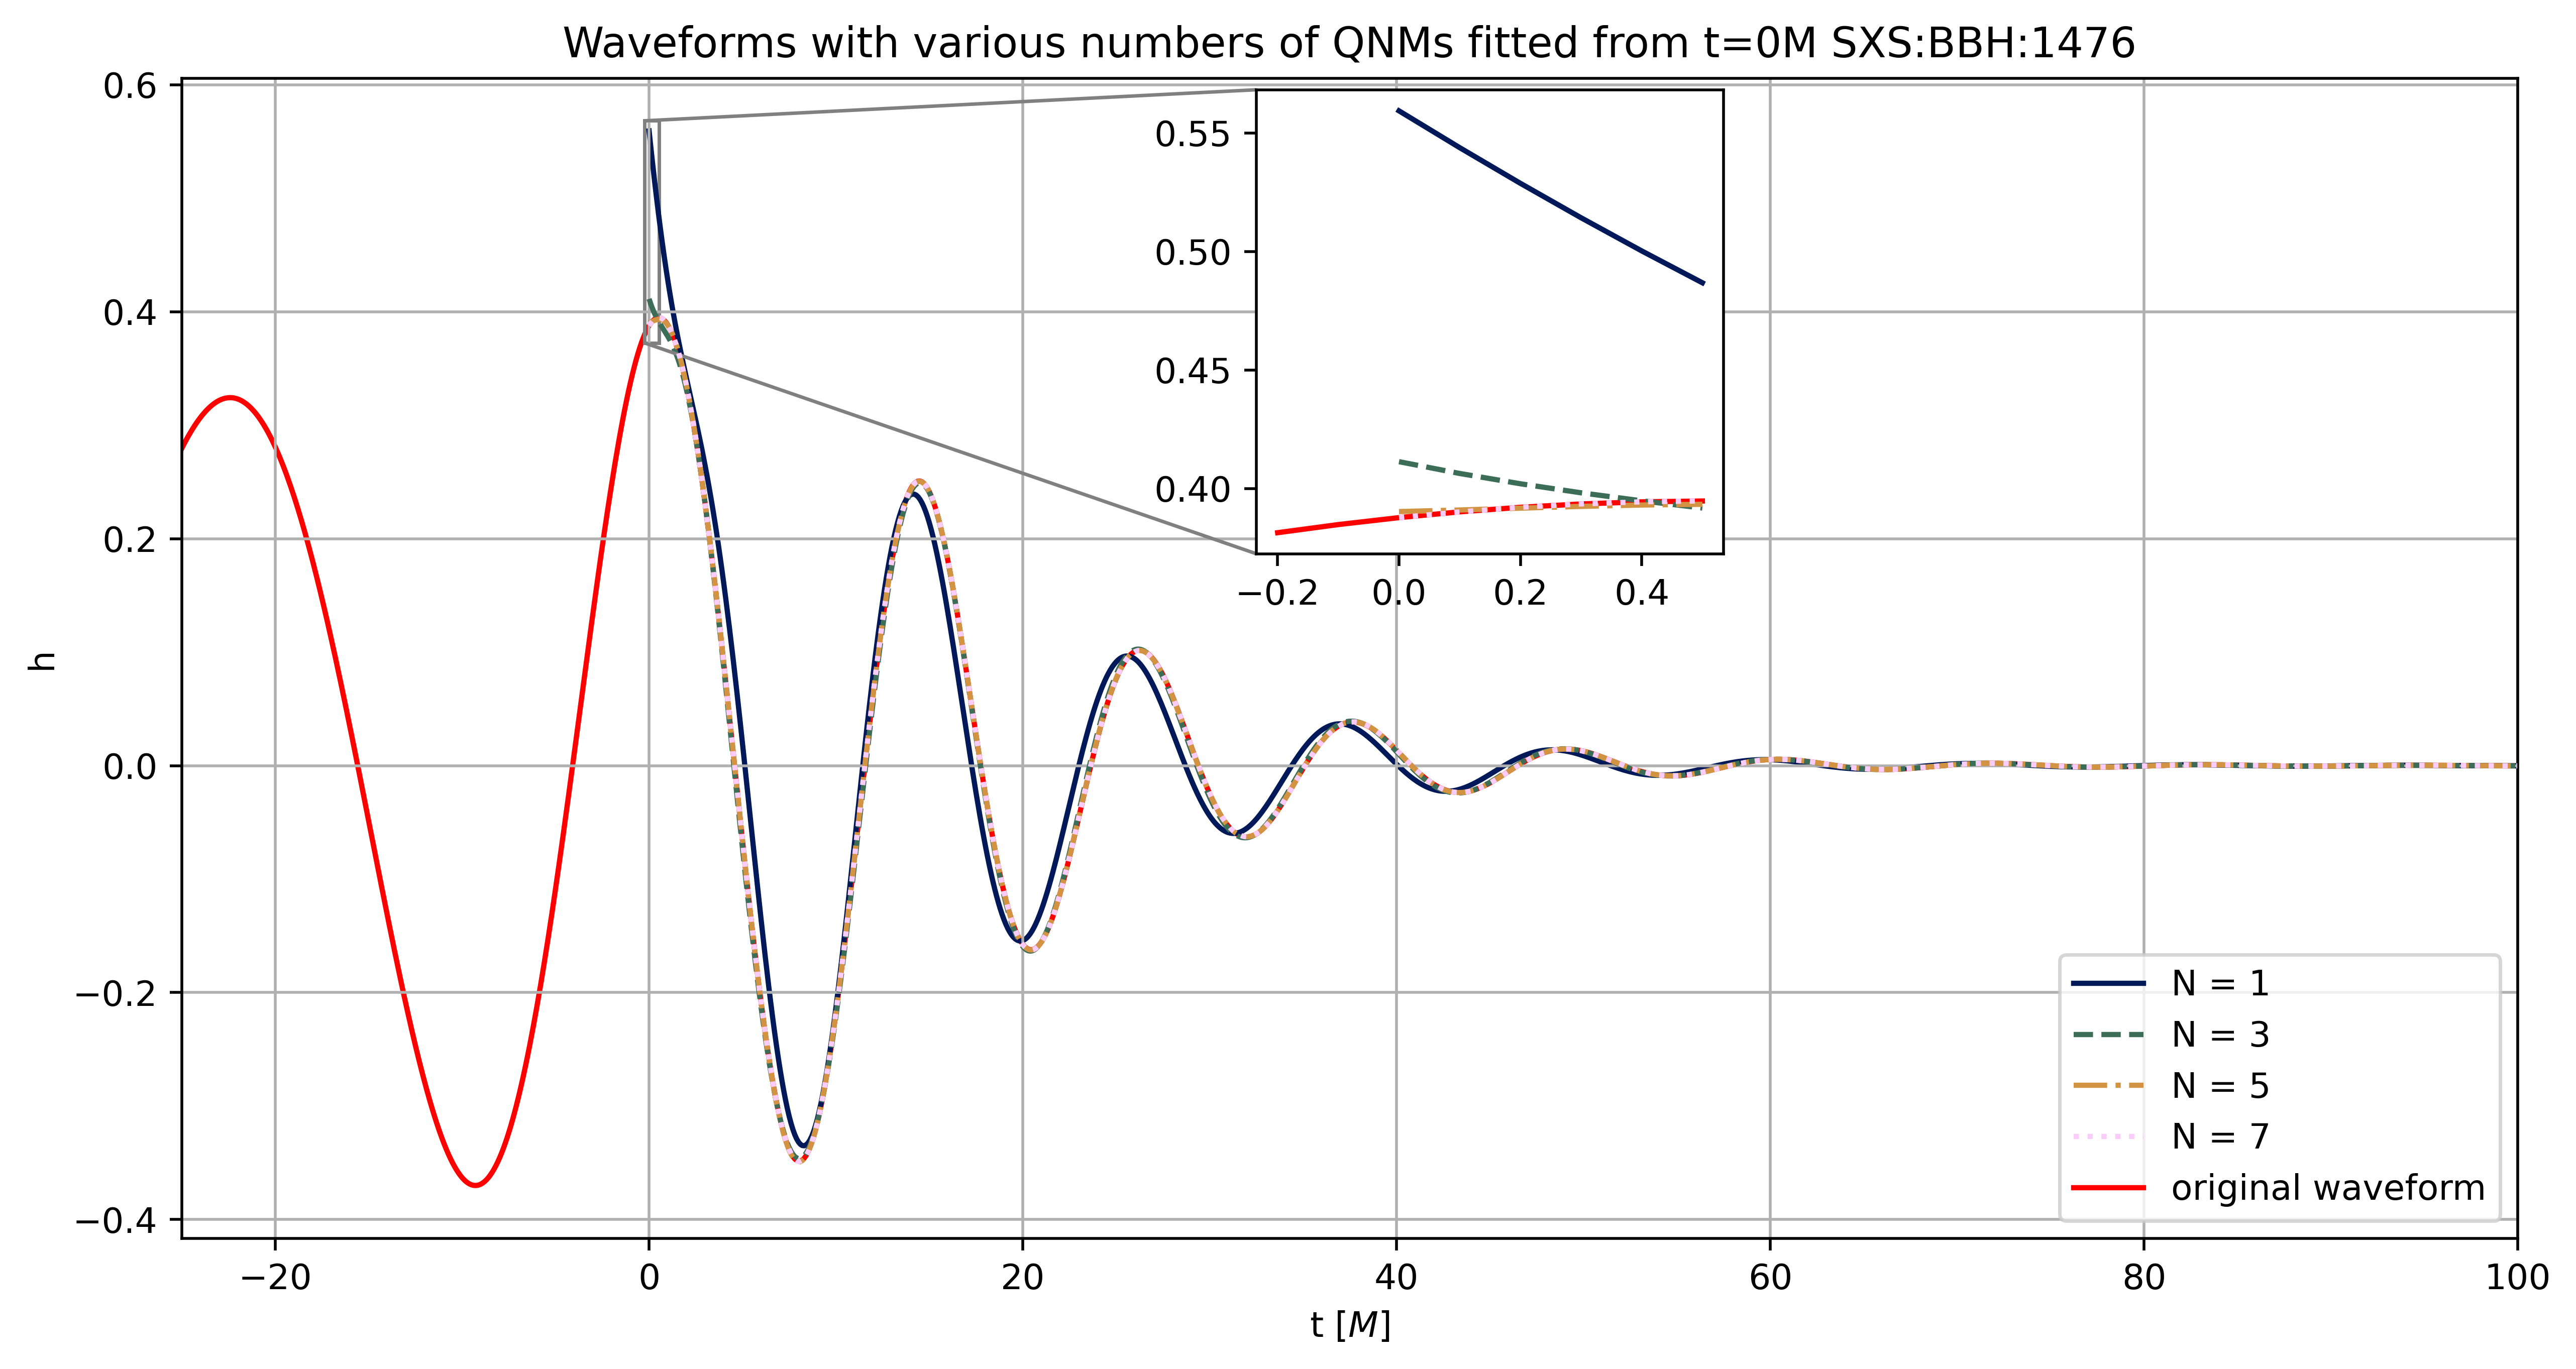 Waveforms with various numbers of QNMs fitted from t=0M SXS:BBH:1476
0.6
0.4
0.2
0.0
−0.2
−0.4
h
0.55
0.50
0.45
0.40
−0.2 0.0 0.2 0.4
N = 1
N = 3
N = 5
N = 7
original waveform
−20 0 20 40 60 80 100
t [M]